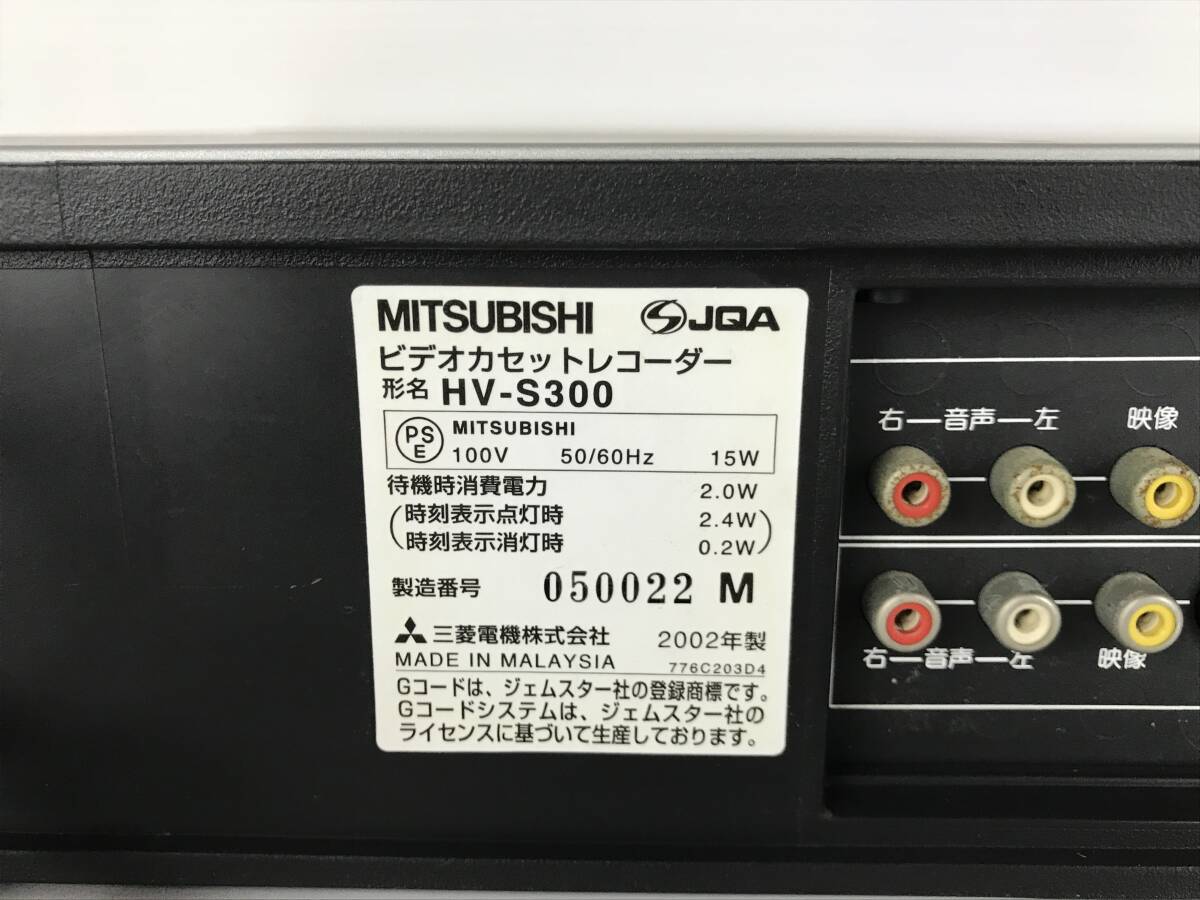 MITSUBISHI JQA
ビデオカセットレコーダー
形名 HV-S300
PSE MITSUBISHI
100V 50/60Hz 15W
待機時消費電力 2.0W
(時刻表示点灯時 2.4W
時刻表示消灯時 0.2W)
製造番号 050022 M
三菱電機株式会社 2002年製
MADE IN MALAYSIA 776C203D4
Gコードは、ジェムスター社の登録商標です。
Gコードシステムは、ジェムスター社の
ライセンスに基づいて生産しております。
右―音声―左 映像
右―音声―左 映像